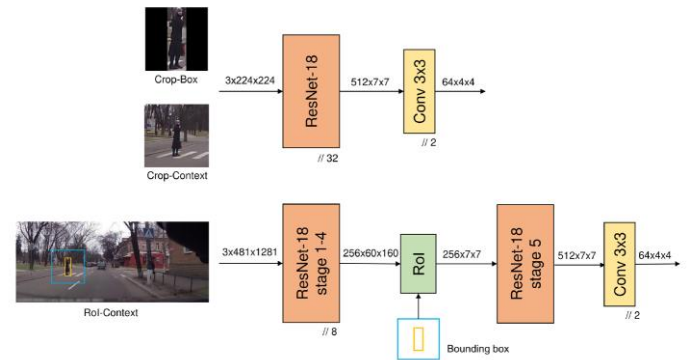 Crop-Box
3x224x224
ResNet-18
// 32
512x7x7
Conv 3x3
// 2
64x4x4
Crop-Context
RoI-Context
3x481x1281
ResNet-18
stage 1-4
// 8
256x60x160
RoI
256x7x7
ResNet-18
stage 5
512x7x7
Conv 3x3
// 2
64x4x4
Bounding box